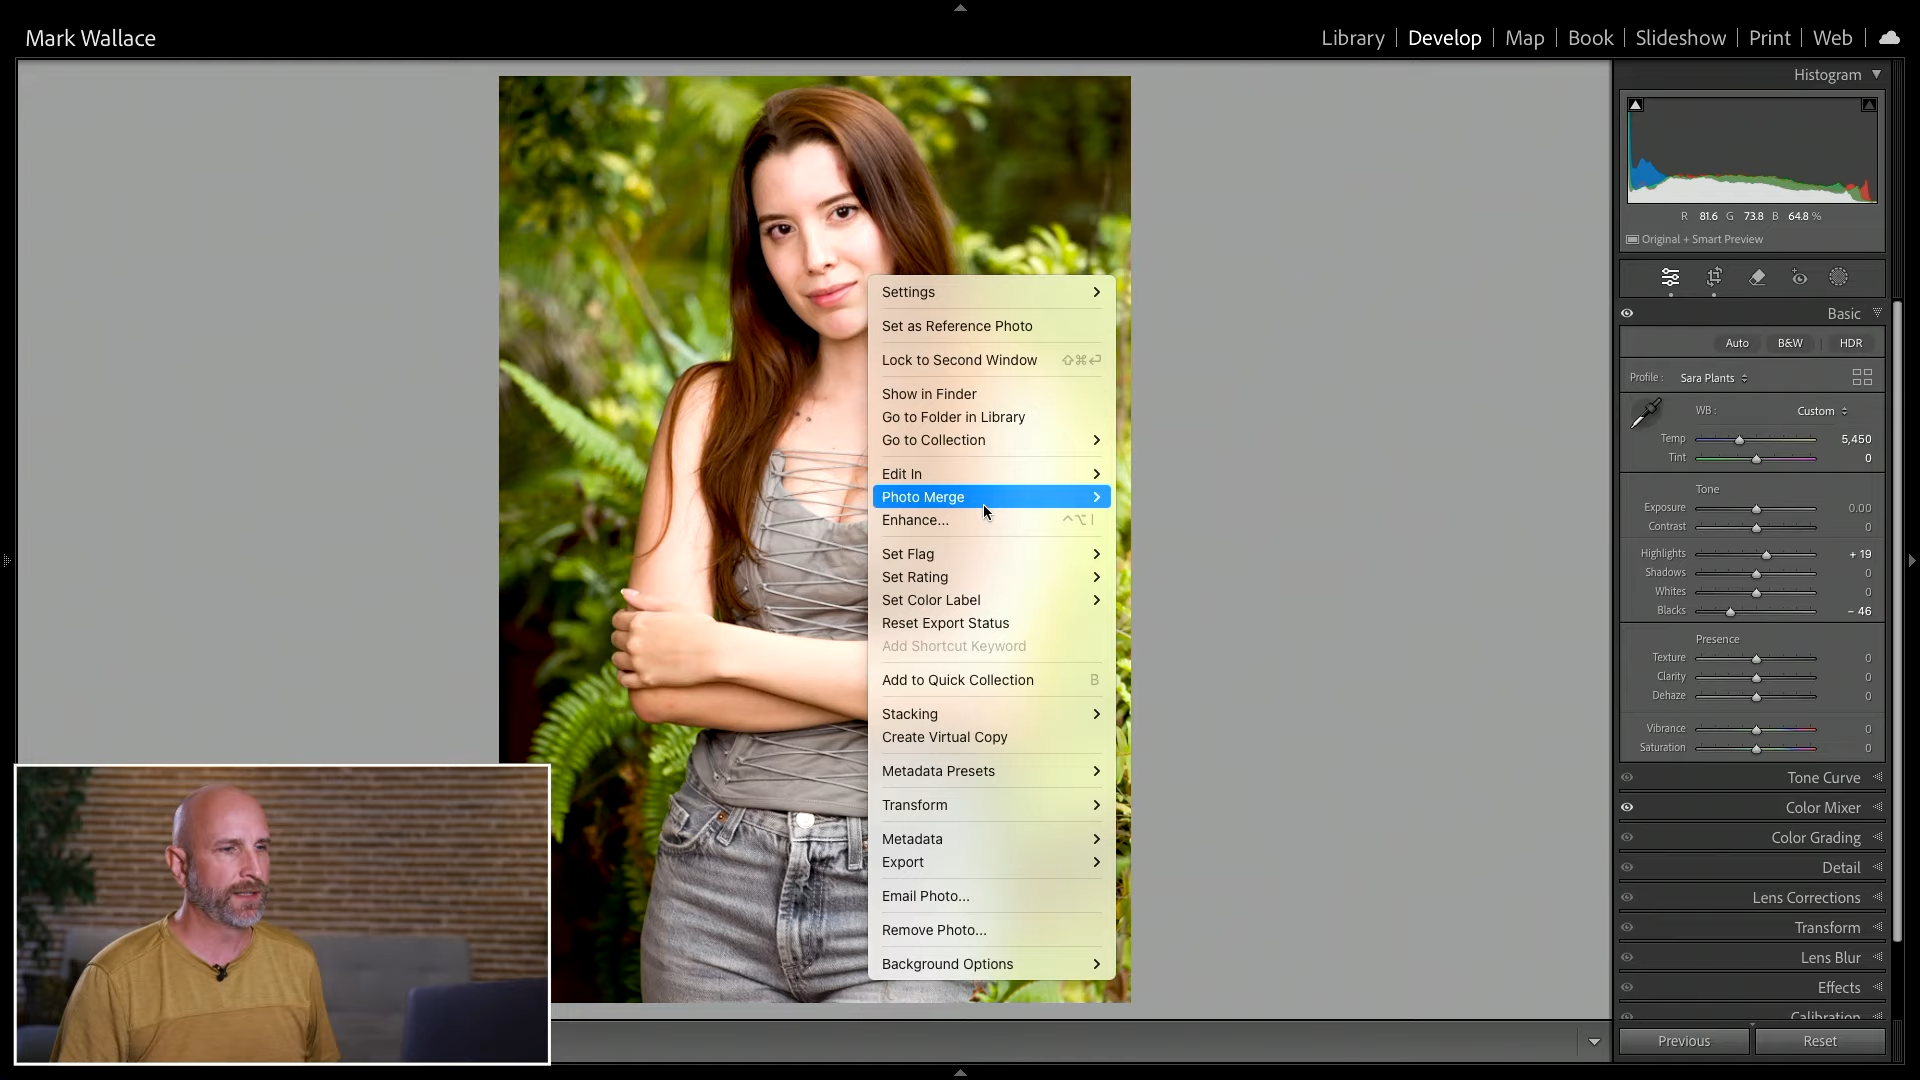 Mark Wallace
Library | Develop | Map | Book | Slideshow | Print | Web
Histogram
R 81.6 G 73.8 B 64.8 %
Original + Smart Preview
Basic
Auto B&W | HDR
Profile : Sara Plants
WB : Custom
Temp 5,450
Tint 0
Tone
Exposure 0.00
Contrast 0
Highlights + 19
Shadows 0
Whites 0
Blacks – 46
Presence
Texture 0
Clarity 0
Dehaze 0
Vibrance 0
Saturation 0
Tone Curve
Color Mixer
Color Grading
Detail
Lens Corrections
Transform
Lens Blur
Effects
Calibration
Previous Reset
Settings
Set as Reference Photo
Lock to Second Window ⇧⌘↩
Show in Finder
Go to Folder in Library
Go to Collection
Edit In
Photo Merge
Enhance... ^⌥I
Set Flag
Set Rating
Set Color Label
Reset Export Status
Add Shortcut Keyword
Add to Quick Collection B
Stacking
Create Virtual Copy
Metadata Presets
Transform
Metadata
Export
Email Photo...
Remove Photo...
Background Options